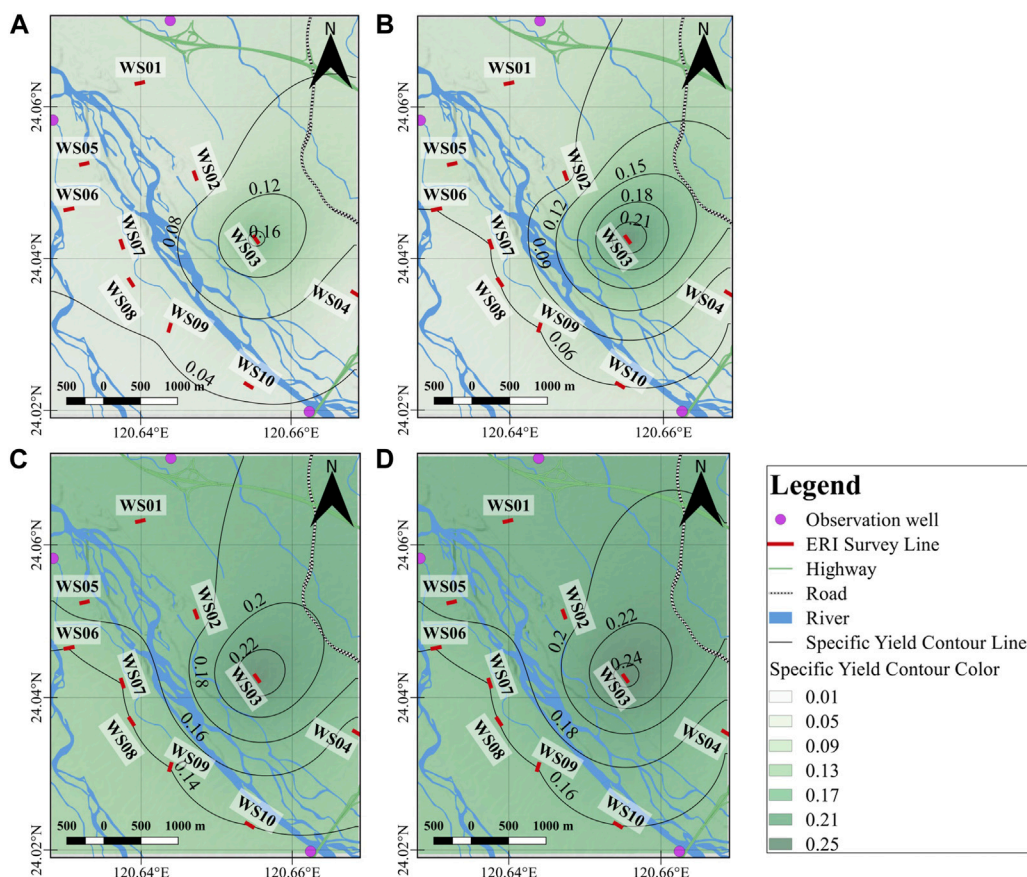 A
N
WS01
WS05
WS02
WS06
0.12
0.08
0.16
WS07
WS03
WS08
WS04
WS09
0.04
WS10
500 0 500 1000 m
24.06°N
24.04°N
24.02°N
120.64°E 120.66°E
B
N
WS01
WS05
WS02
0.15
WS06
0.18
0.12
0.21
WS07
0.09
WS03
WS08
WS04
WS09
0.06
WS10
500 0 500 1000 m
24.06°N
24.04°N
24.02°N
120.64°E 120.66°E
C
N
WS01
WS05
WS02
0.2
WS06
0.22
0.18
WS07
WS03
WS08
0.16
WS04
WS09
0.14
WS10
500 0 500 1000 m
24.06°N
24.04°N
24.02°N
120.64°E 120.66°E
D
N
WS01
WS05
WS02
0.22
WS06
0.2
0.24
WS07
WS03
WS08
0.18
WS04
WS09
0.16
WS10
500 0 500 1000 m
24.06°N
24.04°N
24.02°N
120.64°E 120.66°E
Legend
Observation well
ERI Survey Line
Highway
Road
River
Specific Yield Contour Line
Specific Yield Contour Color
0.01
0.05
0.09
0.13
0.17
0.21
0.25